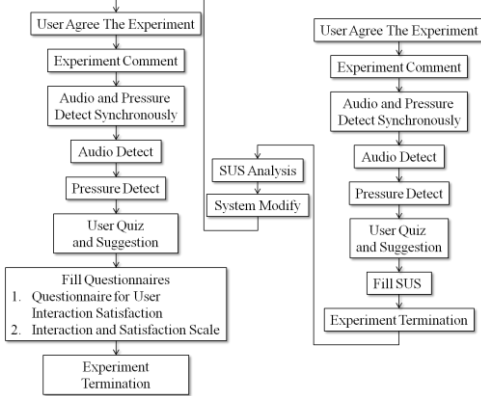 User Agree The Experiment
Experiment Comment
Audio and Pressure
Detect Synchronously
Audio Detect
Pressure Detect
User Quiz
and Suggestion
Fill Questionnaires
1. Questionnaire for User
Interaction Satisfaction
2. Interaction and Satisfaction Scale
Experiment
Termination
SUS Analysis
System Modify
User Agree The Experiment
Experiment Comment
Audio and Pressure
Detect Synchronously
Audio Detect
Pressure Detect
User Quiz
and Suggestion
Fill SUS
Experiment Termination